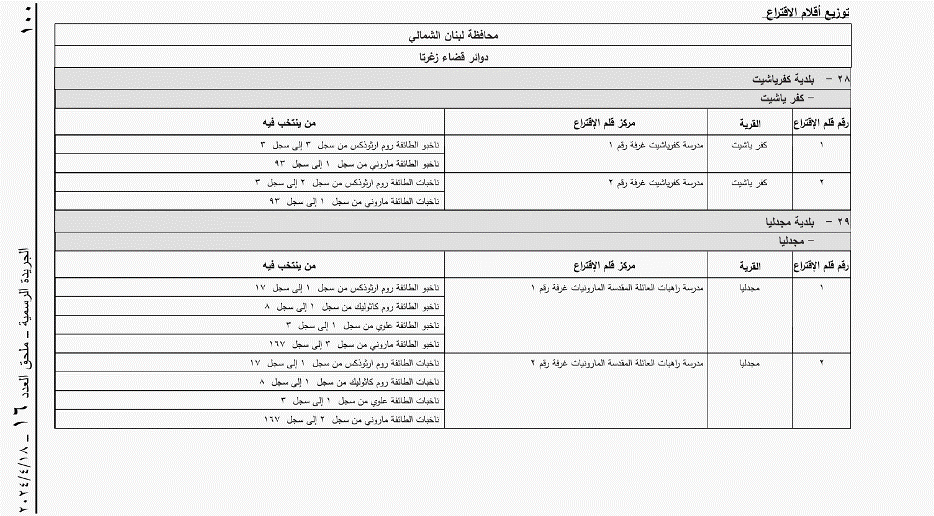 توزيع أقلام الاقتراع
محافظة لبنان الشمالي
دوائر قضاء زغرتا
٢٨ - بلدية كفرياشيت
- كفر ياشيت
رقم قلم الإقتراع القرية مركز قلم الإقتراع من ينتخب فيه
١ كفر ياشيت مدرسة كفرياشيت غرفة رقم ١ ناخبو الطائفة روم ارثوذكس من سجل ٣ إلى سجل ٣
ناخبو الطائفة ماروني من سجل ١ إلى سجل ٩٣
٢ كفر ياشيت مدرسة كفرياشيت غرفة رقم ٢ ناخبات الطائفة روم ارثوذكس من سجل ٢ إلى سجل ٣
ناخبات الطائفة ماروني من سجل ١ إلى سجل ٩٣
٢٩ - بلدية مجدليا
- مجدليا
رقم قلم الإقتراع القرية مركز قلم الإقتراع من ينتخب فيه
١ مجدليا مدرسة راهبات العائلة المقدسة المارونيات غرفة رقم ١ ناخبو الطائفة روم ارثوذكس من سجل ١ إلى سجل ١٧
ناخبو الطائفة روم كاثوليك من سجل ١ إلى سجل ٨
ناخبو الطائفة علوي من سجل ١ إلى سجل ٣
ناخبو الطائفة ماروني من سجل ٣ إلى سجل ١٦٧
٢ مجدليا مدرسة راهبات العائلة المقدسة المارونيات غرفة رقم ٢ ناخبات الطائفة روم ارثوذكس من سجل ١ إلى سجل ١٧
ناخبات الطائفة روم كاثوليك من سجل ١ إلى سجل ٨
ناخبات الطائفة علوي من سجل ١ إلى سجل ٣
ناخبات الطائفة ماروني من سجل ٢ إلى سجل ١٦٧
١٠٠
الجريدة الرسمية ـ ملحق العدد ١٦ ـ ٢٠٢٤/٤/١٨